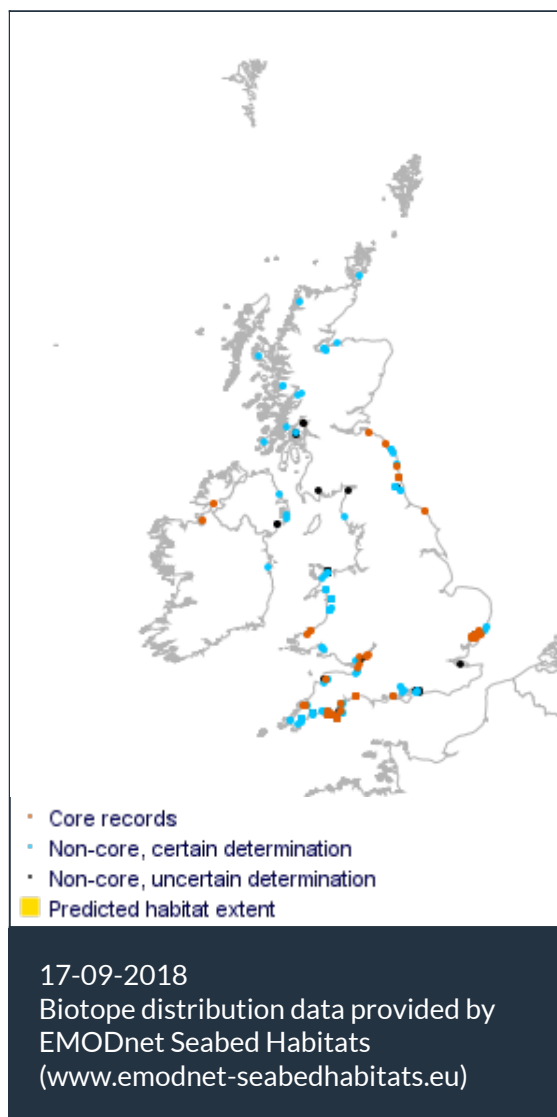 Core records
Non-core, certain determination
Non-core, uncertain determination
Predicted habitat extent
17-09-2018
Biotope distribution data provided by
EMODnet Seabed Habitats
(www.emodnet-seabedhabitats.eu)